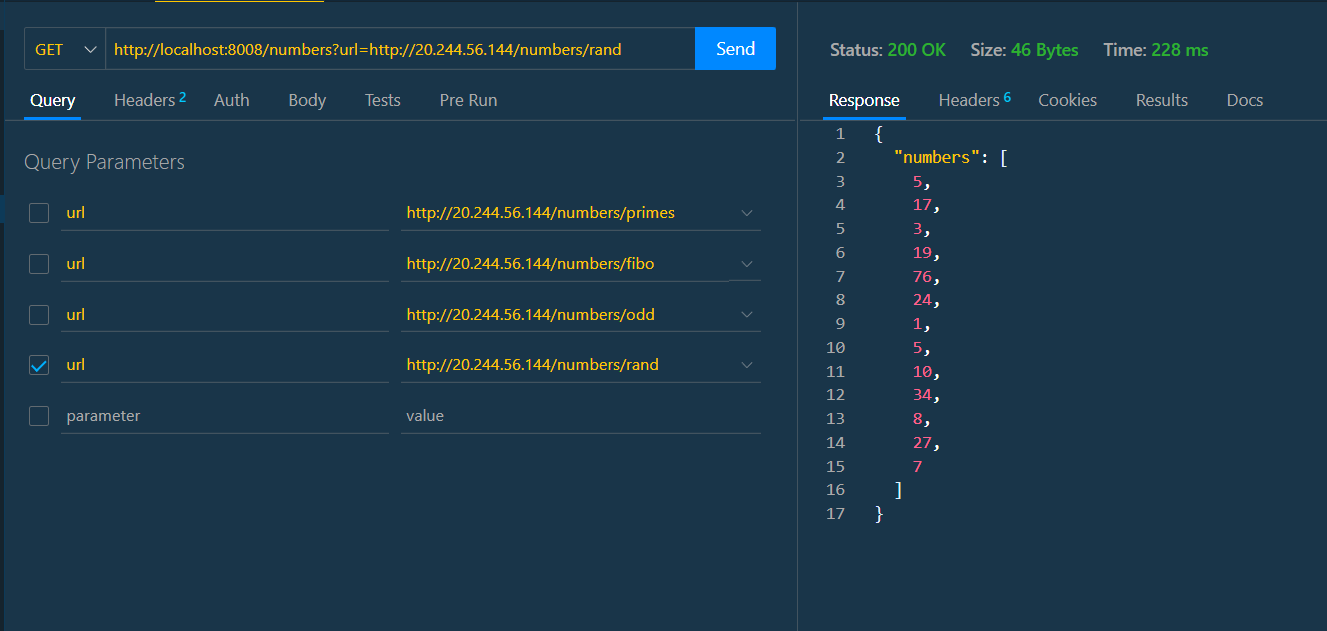 GET http://localhost:8008/numbers?url=http://20.244.56.144/numbers/rand Send
Query Headers 2 Auth Body Tests Pre Run
Query Parameters
url http://20.244.56.144/numbers/primes
url http://20.244.56.144/numbers/fibo
url http://20.244.56.144/numbers/odd
url http://20.244.56.144/numbers/rand
parameter value
Status: 200 OK Size: 46 Bytes Time: 228 ms
Response Headers 6 Cookies Results Docs
1 {
2 "numbers": [
3 5,
4 17,
5 3,
6 19,
7 76,
8 24,
9 1,
10 5,
11 10,
12 34,
13 8,
14 27,
15 7
16 ]
17 }